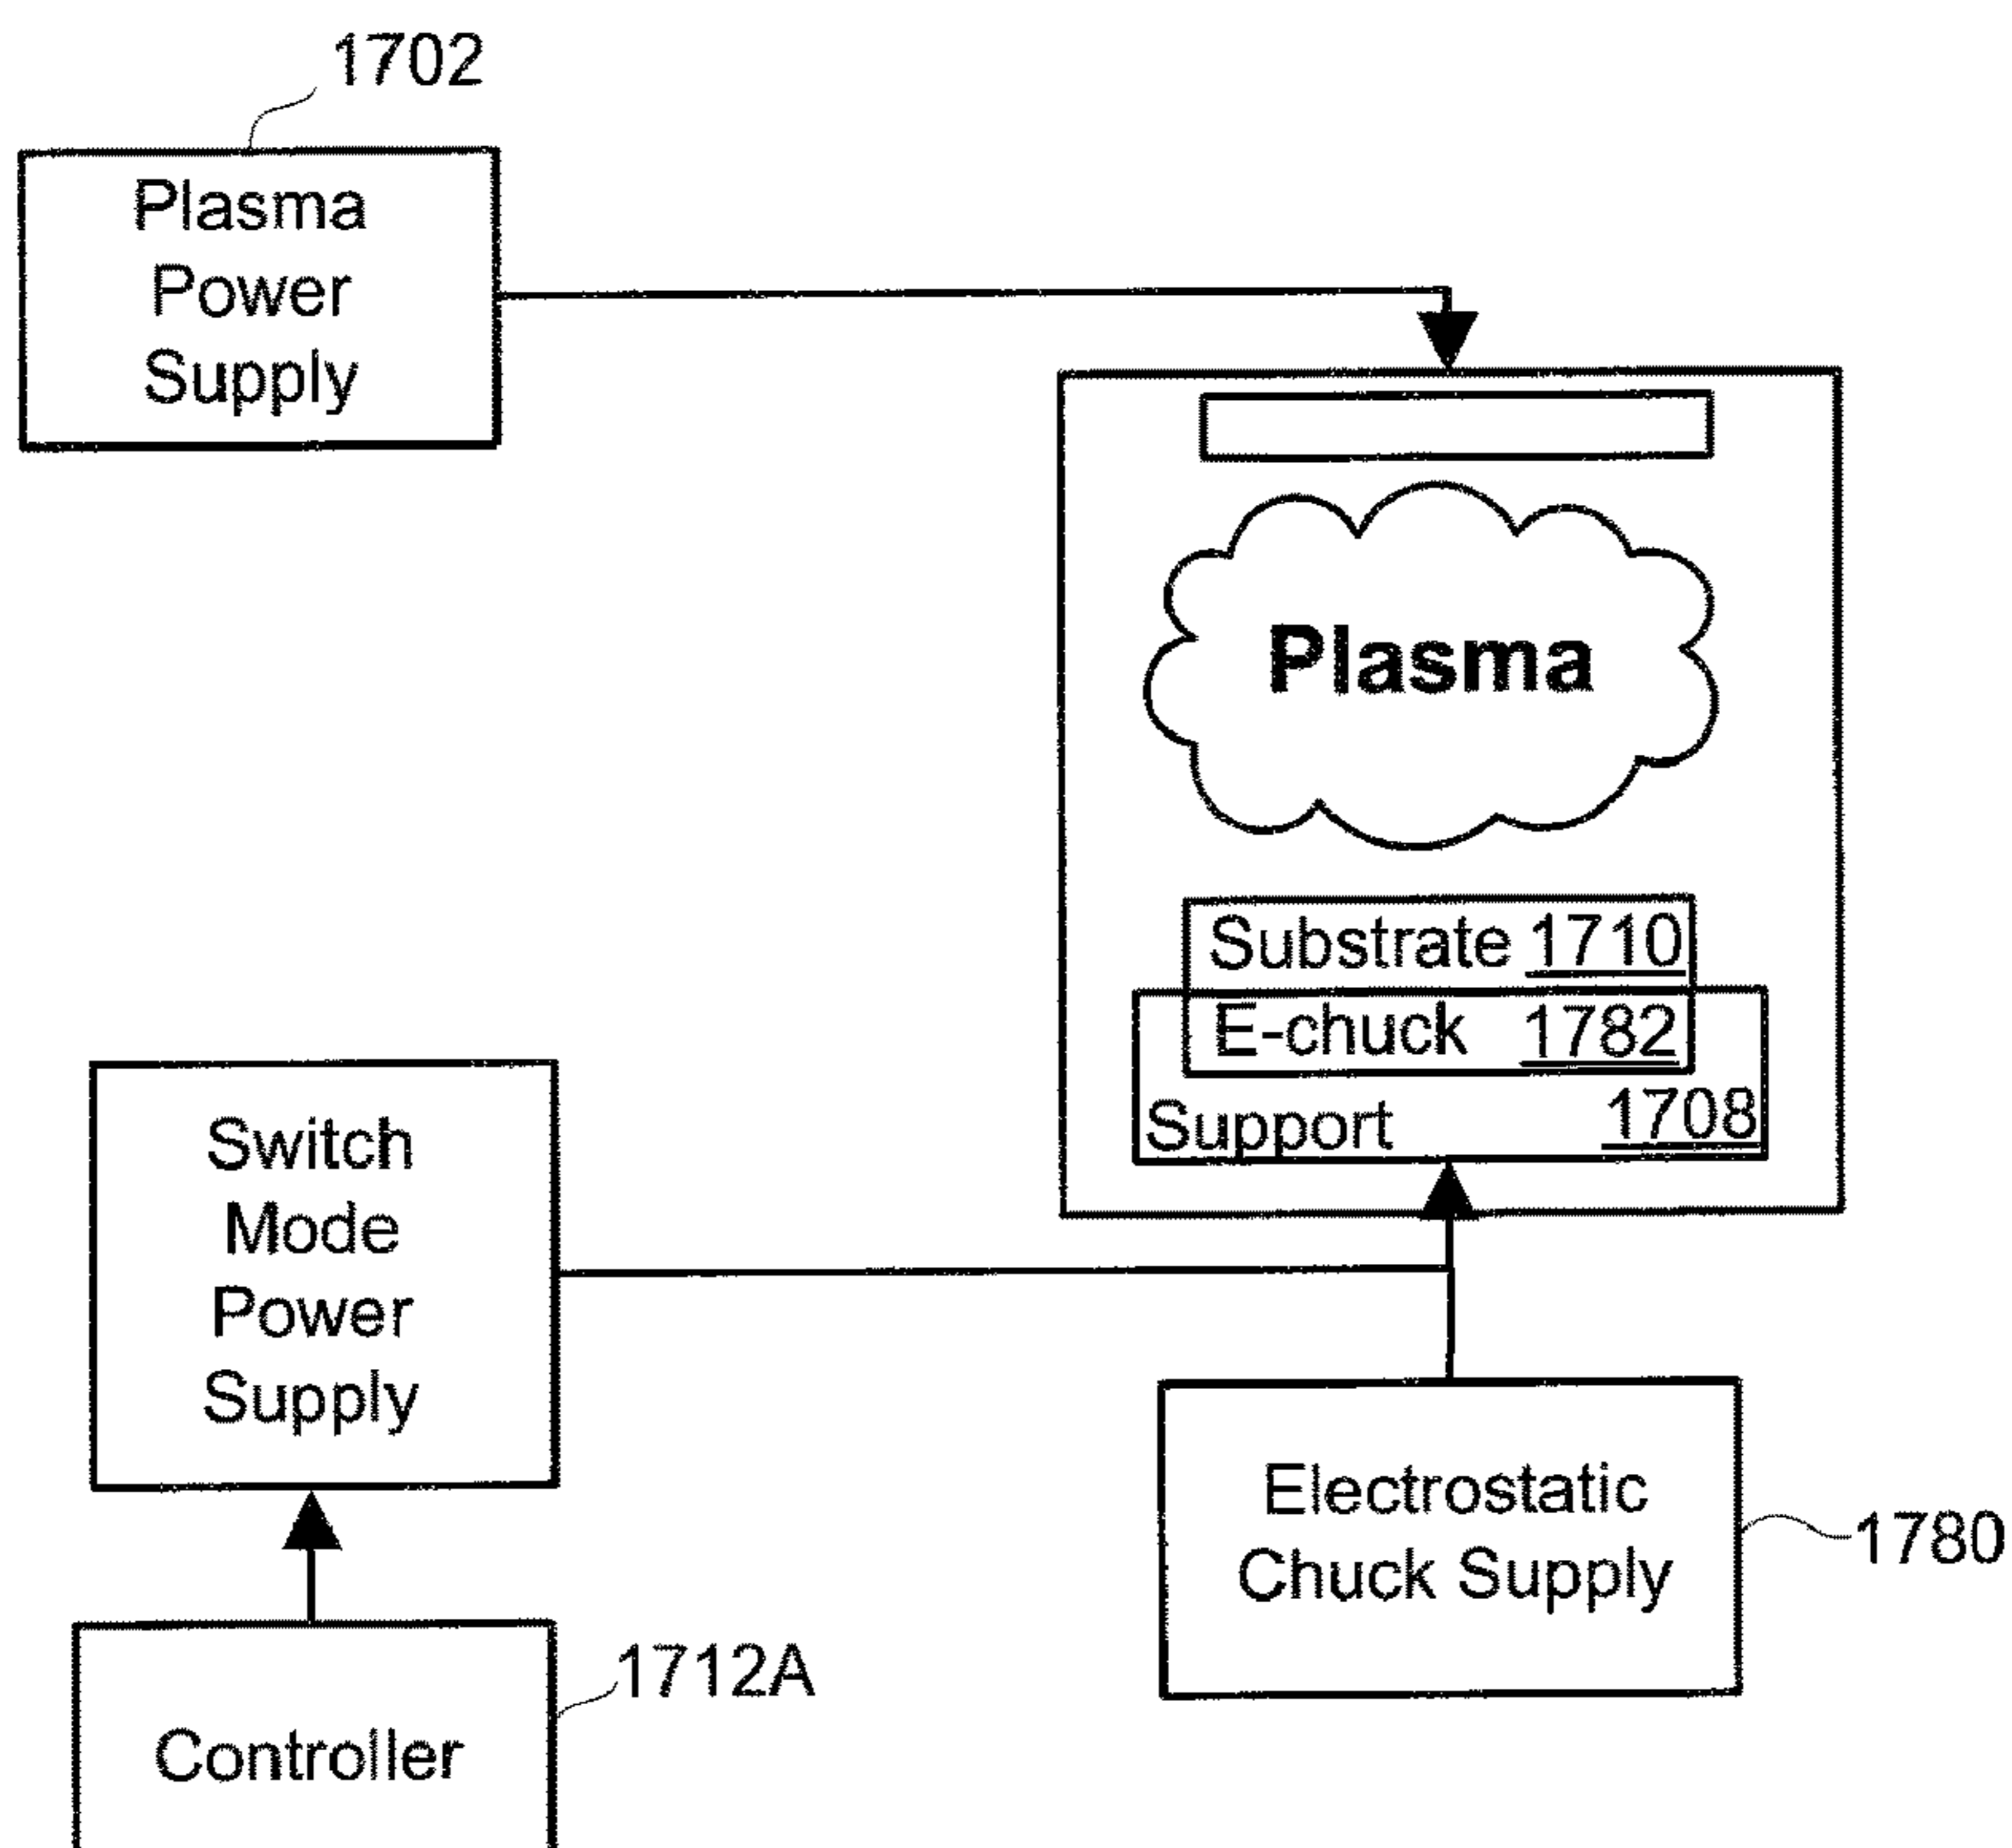 1702
Plasma
Power
Supply
Plasma
Substrate 1710
E-chuck 1782
Support 1708
Switch
Mode
Power
Supply
Electrostatic
Chuck Supply
1780
1712A
Controller